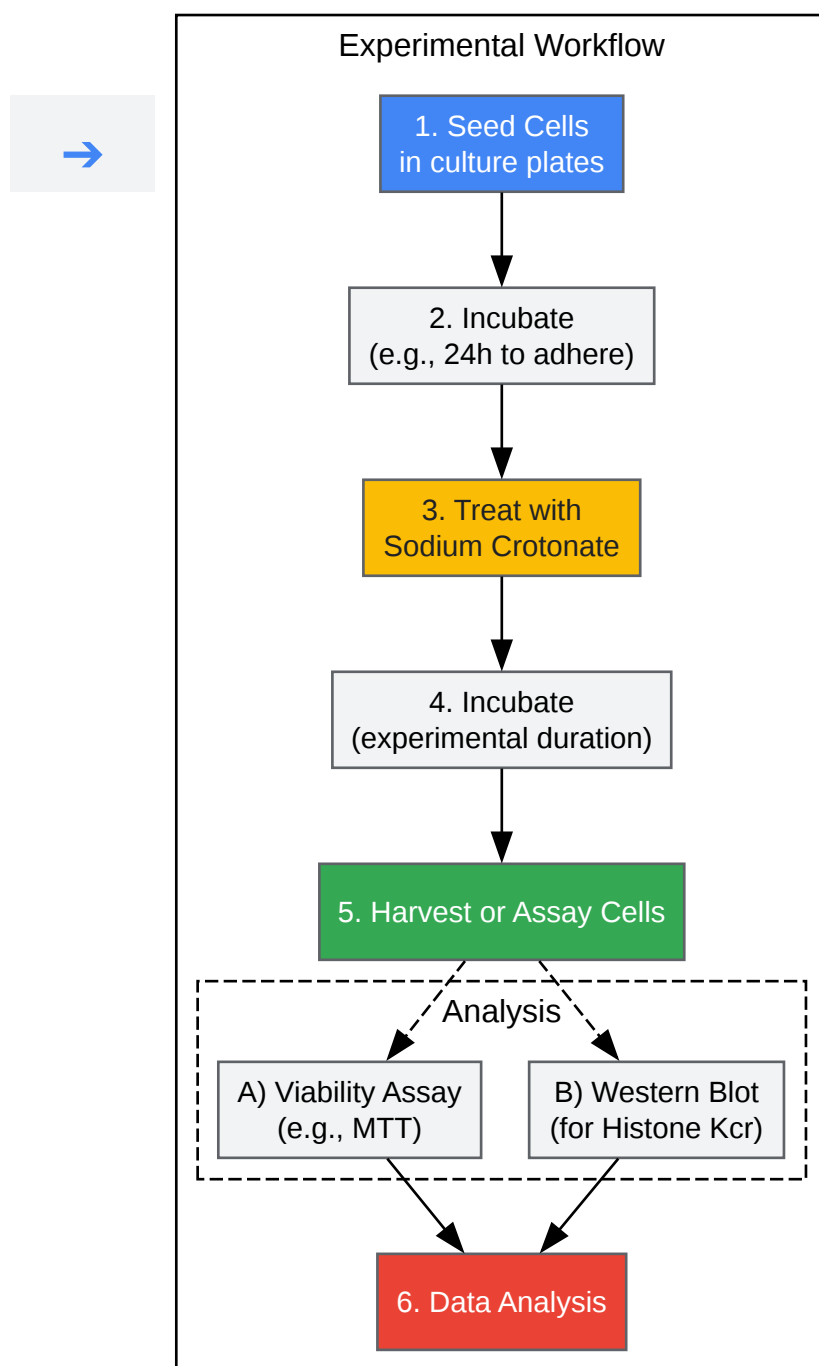 Experimental Workflow
➔
1. Seed Cells
in culture plates
2. Incubate
(e.g., 24h to adhere)
3. Treat with
Sodium Crotonate
4. Incubate
(experimental duration)
5. Harvest or Assay Cells
Analysis
A) Viability Assay
(e.g., MTT)
B) Western Blot
(for Histone Kcr)
6. Data Analysis